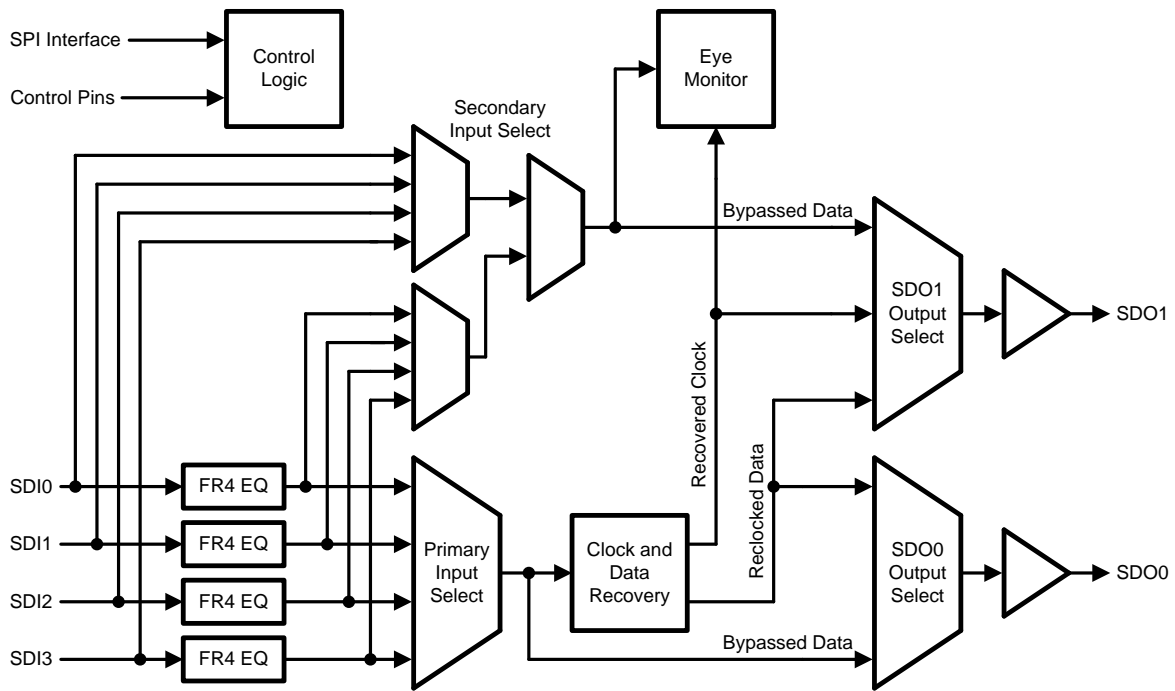 SPI Interface
Control Pins
Control
Logic
Eye
Monitor
Secondary
Input Select
Bypassed Data
SDO1
Output
Select
SDO1
Recovered Clock
Reclocked Data
SDI0
FR4 EQ
SDI1
FR4 EQ
SDI2
FR4 EQ
SDI3
FR4 EQ
Primary
Input
Select
Clock and
Data
Recovery
SDO0
Output
Select
SDO0
Bypassed Data